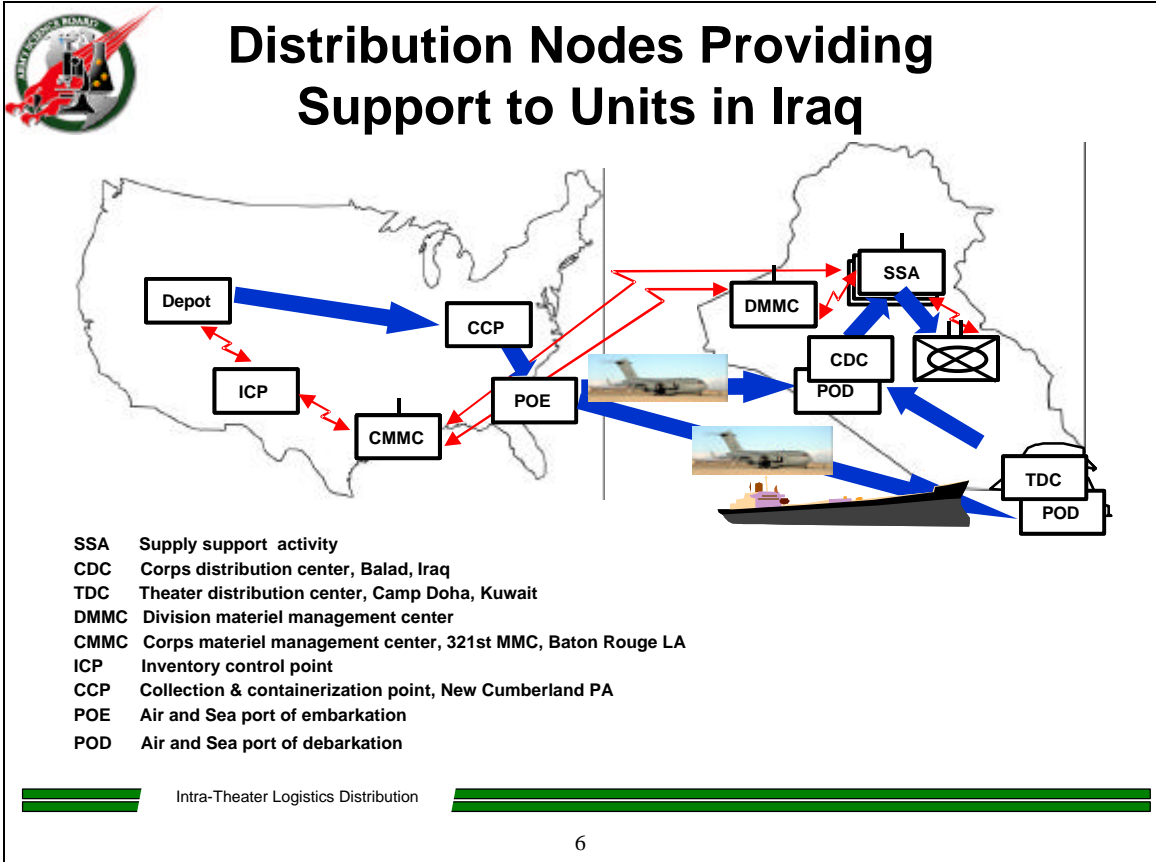 ARMY SCIENCE BOARD
Distribution Nodes Providing
Support to Units in Iraq
Depot
CCP
ICP
CMMC
POE
DMMC
SSA
CDC
POD
TDC
POD
SSA Supply support activity
CDC Corps distribution center, Balad, Iraq
TDC Theater distribution center, Camp Doha, Kuwait
DMMC Division materiel management center
CMMC Corps materiel management center, 321st MMC, Baton Rouge LA
ICP Inventory control point
CCP Collection & containerization point, New Cumberland PA
POE Air and Sea port of embarkation
POD Air and Sea port of debarkation
Intra-Theater Logistics Distribution
6